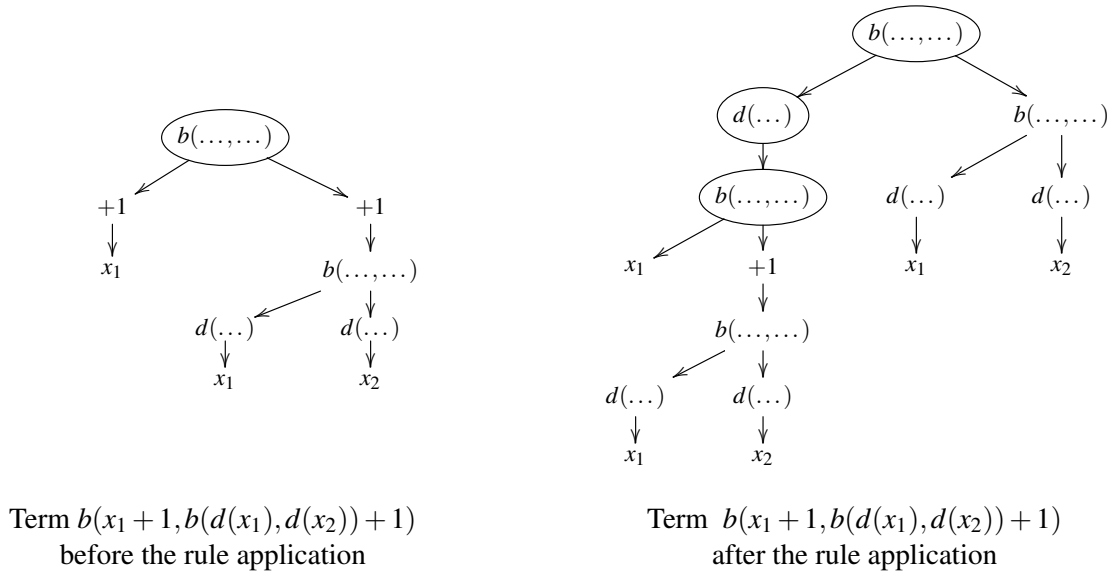 b(…,…)
+1 +1
x₁ b(…,…)
d(…) d(…)
x₁ x₂
Term b(x₁ + 1, b(d(x₁), d(x₂)) + 1)
before the rule application
b(…,…)
d(…) b(…,…)
b(…,…) d(…) d(…)
x₁ +1 x₁ x₂
b(…,…)
d(…) d(…)
x₁ x₂
Term b(x₁ + 1, b(d(x₁), d(x₂)) + 1)
after the rule application